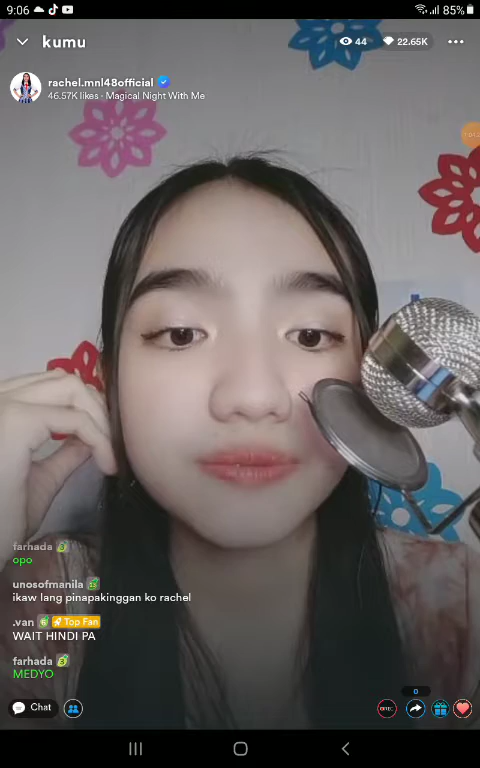 9:06
85%
kumu
44
22.65K
rachel.mnl48official
46.57K likes · Magical Night With Me
farhada
opo
unosofmanila
ikaw lang pinapakinggan ko rachel
.van Top Fan
WAIT HINDI PA
farhada
MEDYO
0
Chat